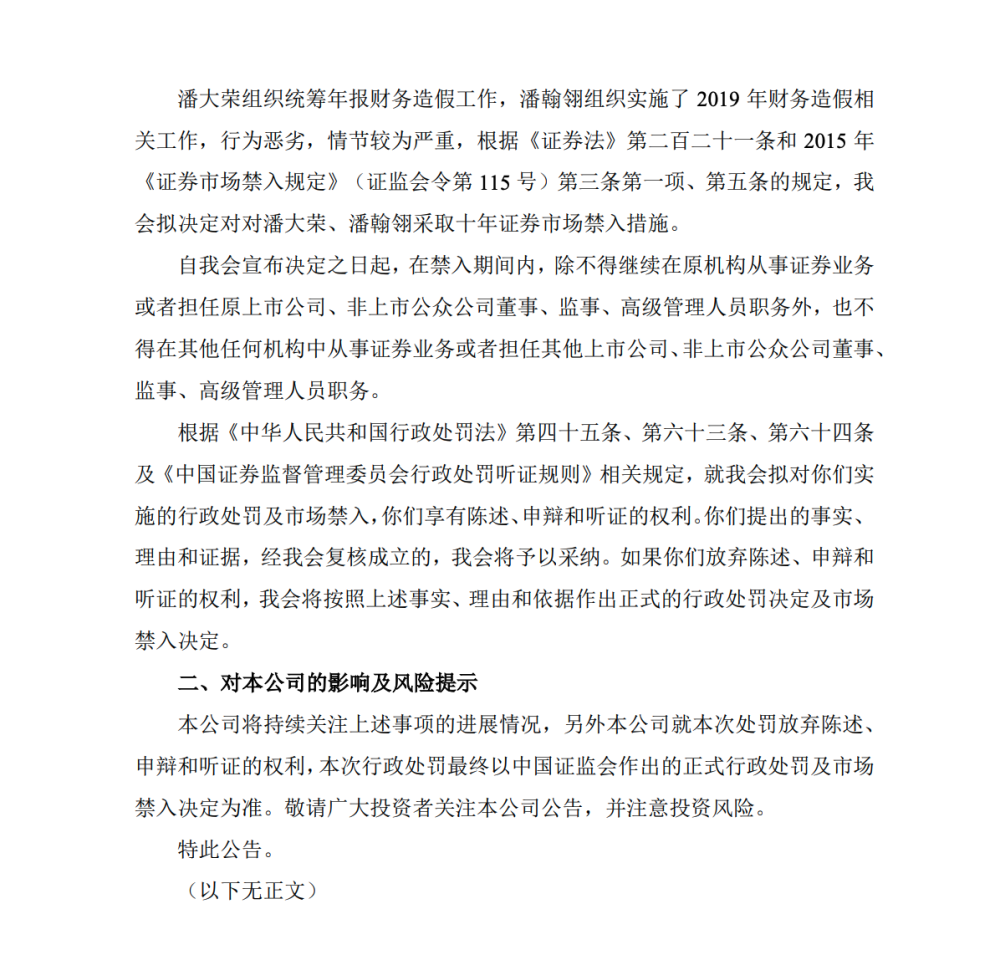 潘大荣组织统筹年报财务造假工作，潘翰翎组织实施了 2019 年财务造假相
关工作，行为恶劣，情节较为严重，根据《证券法》第二百二十一条和 2015 年
《证券市场禁入规定》（证监会令第 115 号）第三条第一项、第五条的规定，我
会拟决定对对潘大荣、潘翰翎采取十年证券市场禁入措施。
自我会宣布决定之日起，在禁入期间内，除不得继续在原机构从事证券业务
或者担任原上市公司、非上市公众公司董事、监事、高级管理人员职务外，也不
得在其他任何机构中从事证券业务或者担任其他上市公司、非上市公众公司董事、
监事、高级管理人员职务。
根据《中华人民共和国行政处罚法》第四十五条、第六十三条、第六十四条
及《中国证券监督管理委员会行政处罚听证规则》相关规定，就我会拟对你们实
施的行政处罚及市场禁入，你们享有陈述、申辩和听证的权利。你们提出的事实、
理由和证据，经我会复核成立的，我会将予以采纳。如果你们放弃陈述、申辩和
听证的权利，我会将按照上述事实、理由和依据作出正式的行政处罚决定及市场
禁入决定。
二、对本公司的影响及风险提示
本公司将持续关注上述事项的进展情况，另外本公司就本次处罚放弃陈述、
申辩和听证的权利，本次行政处罚最终以中国证监会作出的正式行政处罚及市场
禁入决定为准。敬请广大投资者关注本公司公告，并注意投资风险。
特此公告。
（以下无正文）